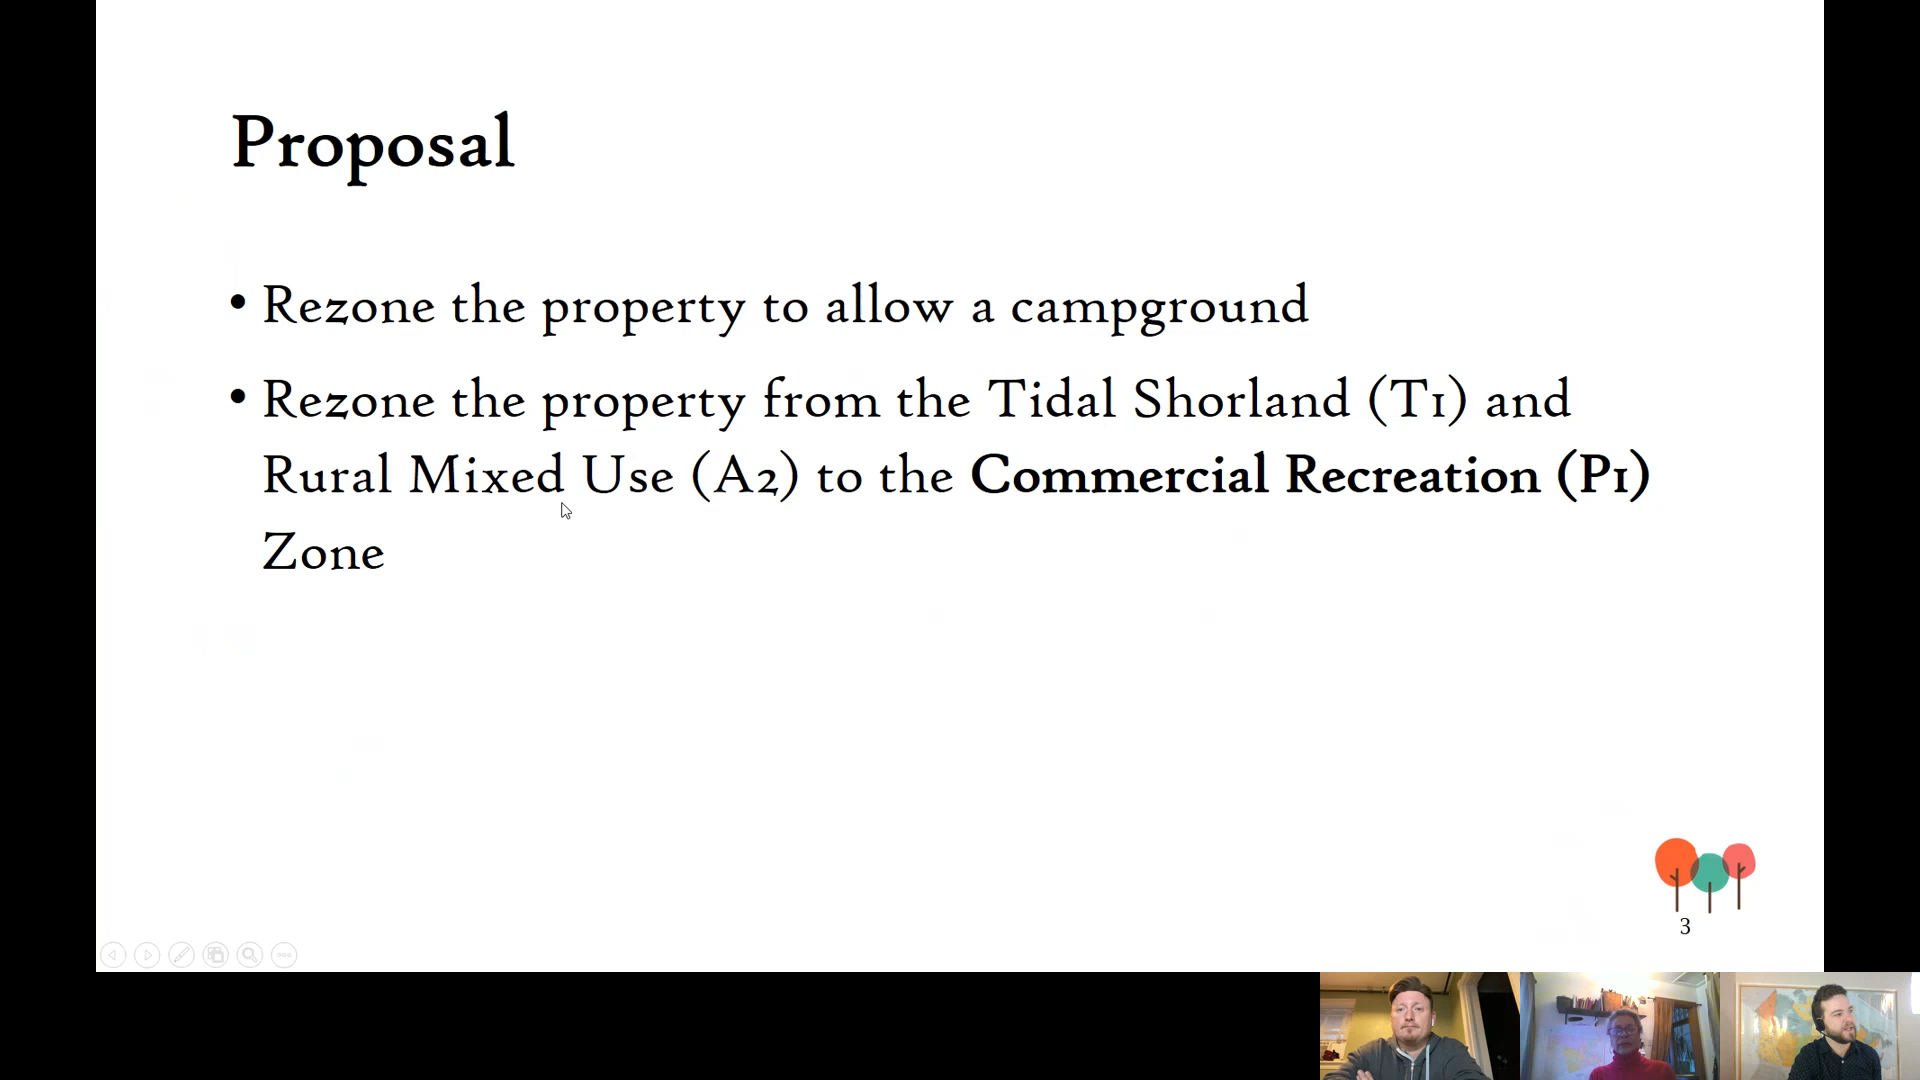 Proposal
• Rezone the property to allow a campground
• Rezone the property from the Tidal Shorland (T1) and
Rural Mixed Use (A2) to the Commercial Recreation (P1)
Zone
3